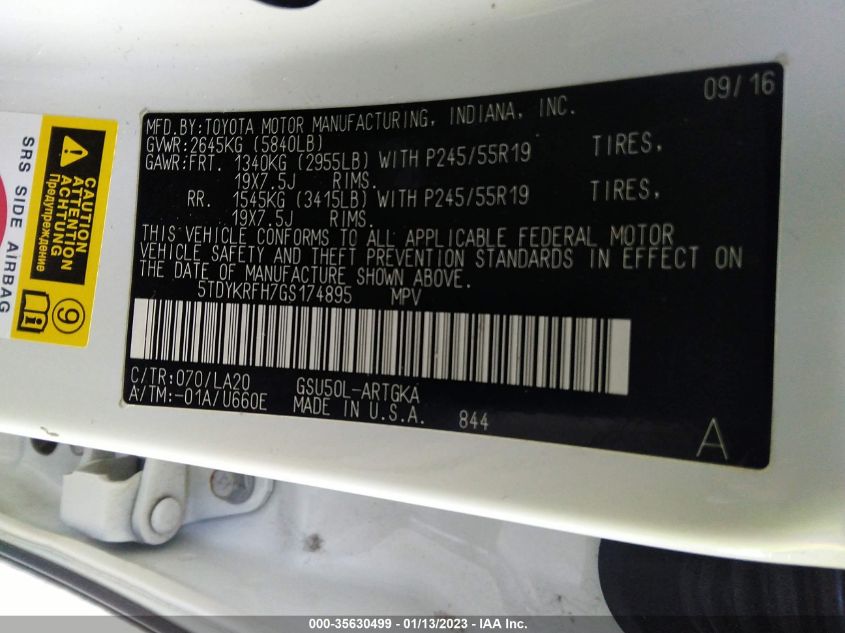 SRS SIDE AIRBAG
CAUTION
ATTENTION
ACHTUNG
Предупреждение
9
i
09/16
MFD.BY:TOYOTA MOTOR MANUFACTURING, INDIANA, INC.
GVWR:2645KG (5840LB)
GAWR:FRT. 1340KG (2955LB) WITH P245/55R19 TIRES,
19X7.5J RIMS.
RR. 1545KG (3415LB) WITH P245/55R19 TIRES,
19X7.5J RIMS.
THIS VEHICLE CONFORMS TO ALL APPLICABLE FEDERAL MOTOR
VEHICLE SAFETY AND THEFT PREVENTION STANDARDS IN EFFECT ON
THE DATE OF MANUFACTURE SHOWN ABOVE.
5TDYKRFH7GS174895 MPV
C/TR:070/LA20 GSU50L-ARTGKA
A/TM:-01A/U660E MADE IN U.S.A. 844
A
000-35630499 - 01/13/2023 - IAA Inc.